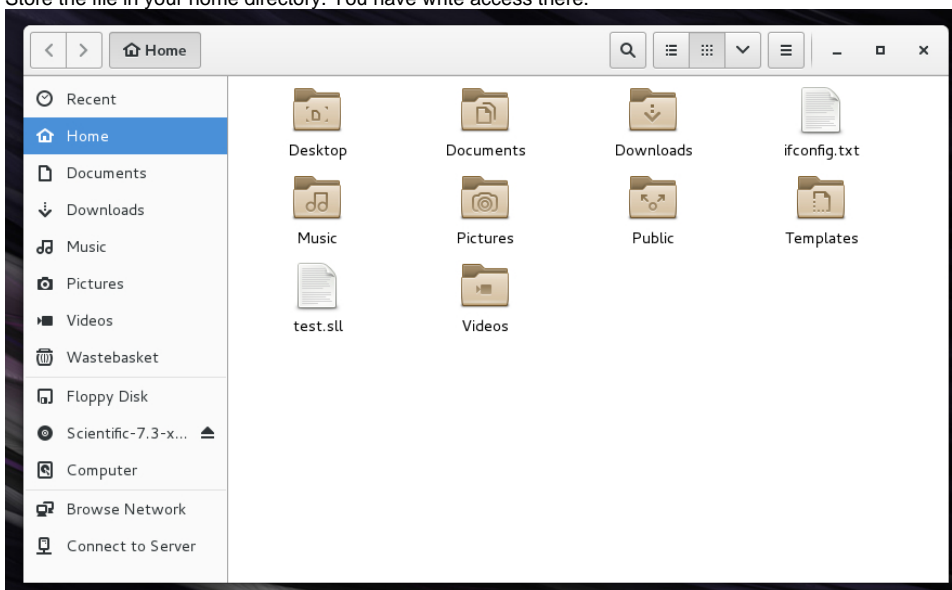 Store the file in your home directory. You have write access there.
Home
Recent
Home
Documents
Downloads
Music
Pictures
Videos
Wastebasket
Floppy Disk
Scientific-7.3-x...
Computer
Browse Network
Connect to Server
Desktop
Documents
Downloads
ifconfig.txt
Music
Pictures
Public
Templates
test.sll
Videos